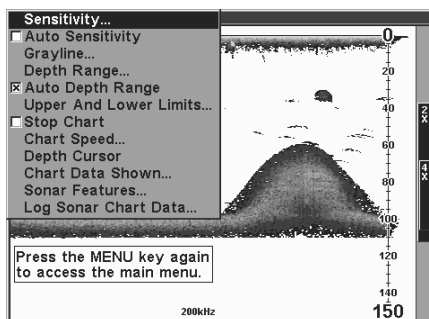 Sensitivity...
Auto Sensitivity
Grayline...
Depth Range...
Auto Depth Range
Upper And Lower Limits...
Stop Chart
Chart Speed...
Depth Cursor
Chart Data Shown...
Sonar Features...
Log Sonar Chart Data...
Press the MENU key again
to access the main menu.
200kHz
0
20
40
60
80
100
120
140
150
2X
4X